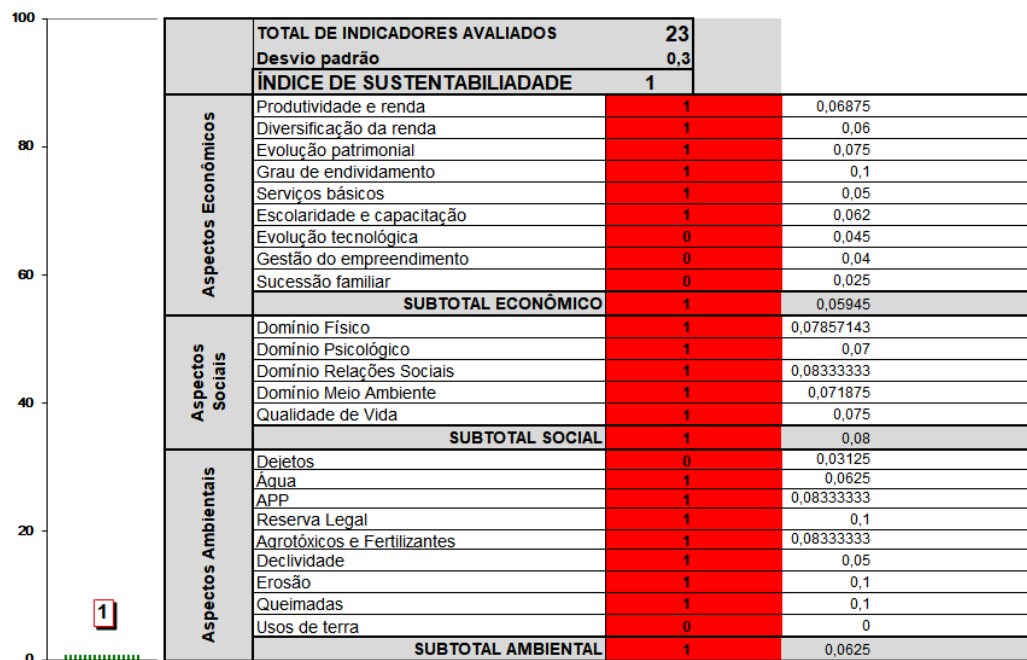 100
80
60
40
20
0
1
TOTAL DE INDICADORES AVALIADOS 23
Desvio padrão 0,3
ÍNDICE DE SUSTENTABILIADADE 1
Aspectos Econômicos
Produtividade e renda 1 0,06875
Diversificação da renda 1 0,06
Evolução patrimonial 1 0,075
Grau de endividamento 1 0,1
Serviços básicos 1 0,05
Escolaridade e capacitação 1 0,062
Evolução tecnológica 0 0,045
Gestão do empreendimento 0 0,04
Sucessão familiar 0 0,025
SUBTOTAL ECONÔMICO 1 0,05945
Aspectos
Sociais
Domínio Físico 1 0,07857143
Domínio Psicológico 1 0,07
Domínio Relações Sociais 1 0,08333333
Domínio Meio Ambiente 1 0,071875
Qualidade de Vida 1 0,075
SUBTOTAL SOCIAL 1 0,08
Aspectos Ambientais
Dejetos 0 0,03125
Água 1 0,0625
APP 1 0,08333333
Reserva Legal 1 0,1
Agrotóxicos e Fertilizantes 1 0,08333333
Declividade 1 0,05
Erosão 1 0,1
Queimadas 1 0,1
Usos de terra 0 0
SUBTOTAL AMBIENTAL 1 0,0625